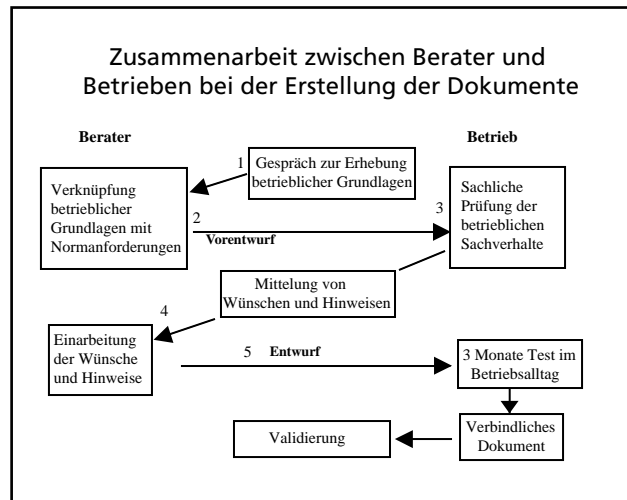 Zusammenarbeit zwischen Berater und
Betrieben bei der Erstellung der Dokumente
Berater
Betrieb
1
Gespräch zur Erhebung
betrieblicher Grundlagen
Verknüpfung
betrieblicher
Grundlagen mit
Normanforderungen
2
Vorentwurf
3
Sachliche
Prüfung der
betrieblichen
Sachverhalte
Mittelung von
Wünschen und Hinweisen
4
Einarbeitung
der Wünsche
und Hinweise
5 Entwurf
3 Monate Test im
Betriebsalltag
Verbindliches
Dokument
Validierung